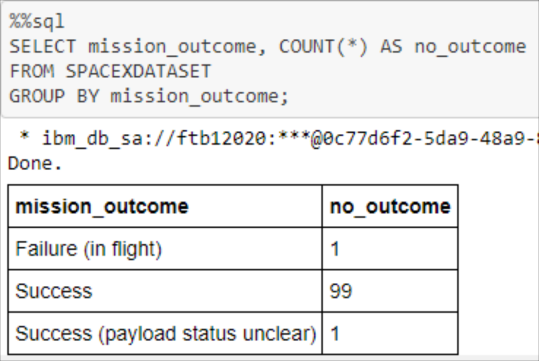 %%sql
SELECT mission_outcome, COUNT(*) AS no_outcome
FROM SPACEXDATASET
GROUP BY mission_outcome;
* ibm_db_sa://ftb12020:***@0c77d6f2-5da9-48a9-
Done.
mission_outcome no_outcome
Failure (in flight) 1
Success 99
Success (payload status unclear) 1